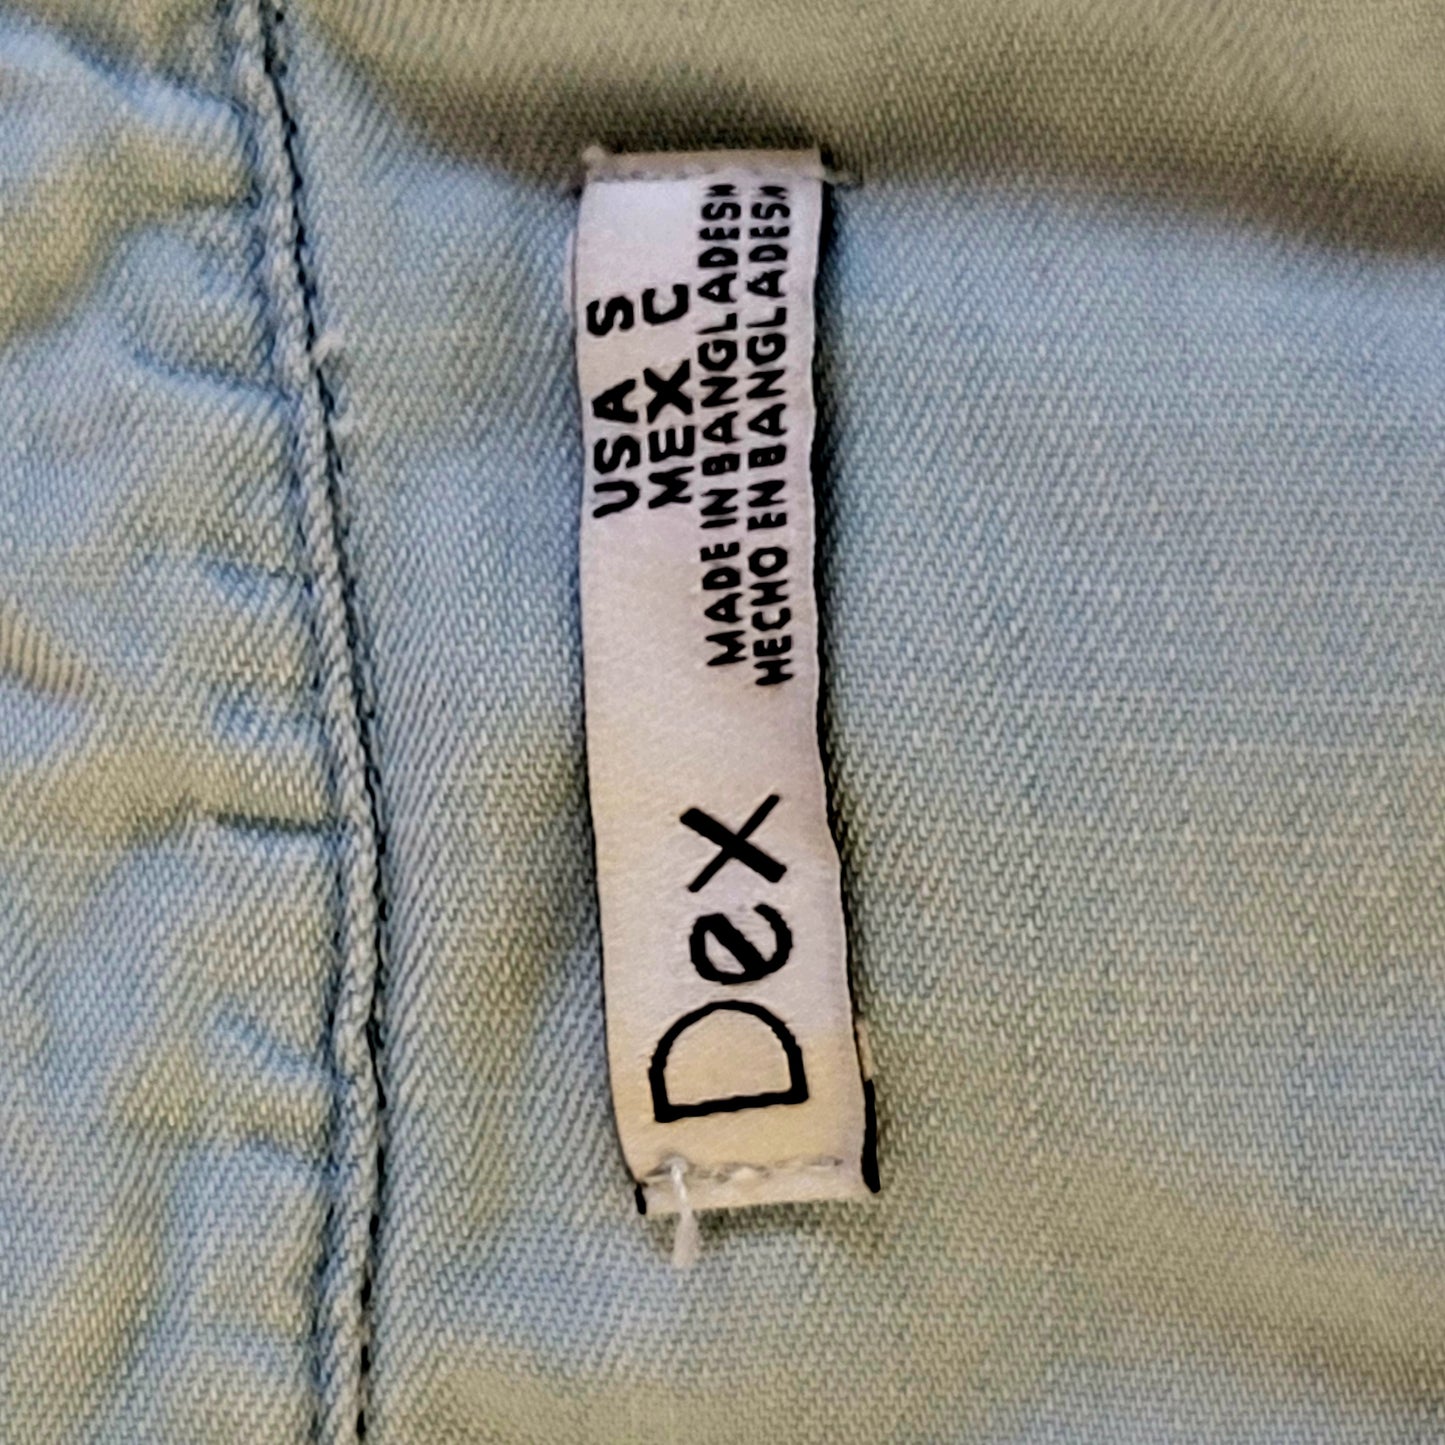 Dex
USA S
MEX C
MADE IN BANGLADESH
HECHO EN BANGLADESH